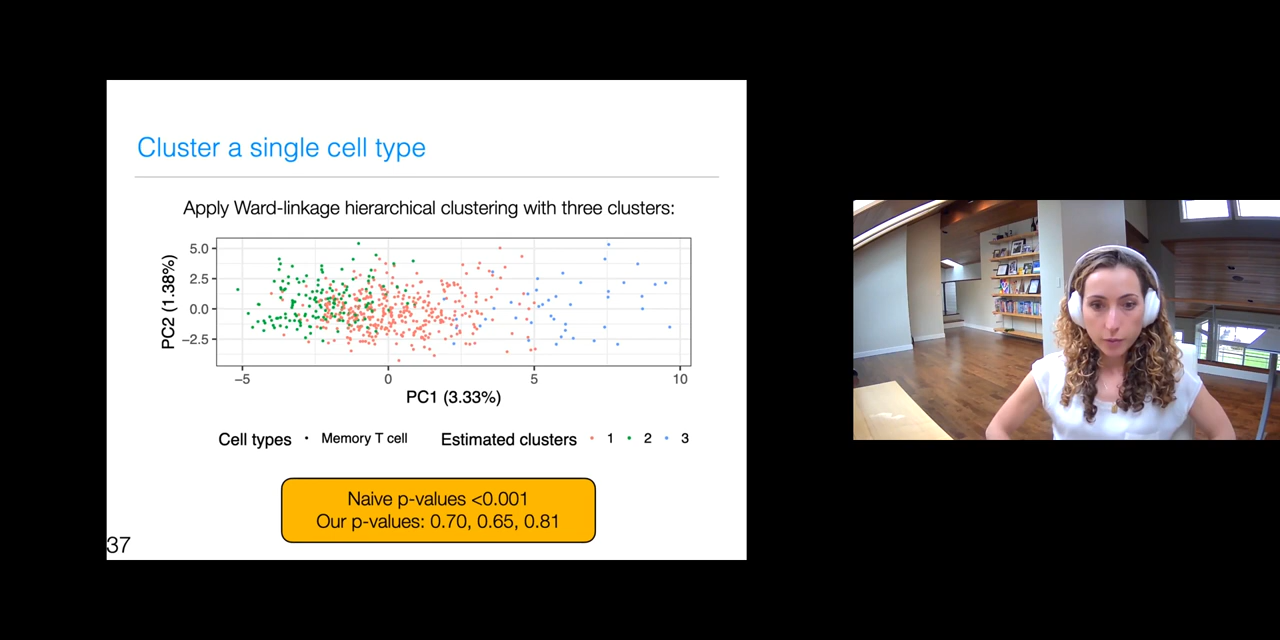 Cluster a single cell type
Apply Ward-linkage hierarchical clustering with three clusters:
PC2 (1.38%)
5.0
2.5
0.0
−2.5
−5 0 5 10
PC1 (3.33%)
Cell types Memory T cell Estimated clusters 1 2 3
Naive p-values <0.001
Our p-values: 0.70, 0.65, 0.81
37